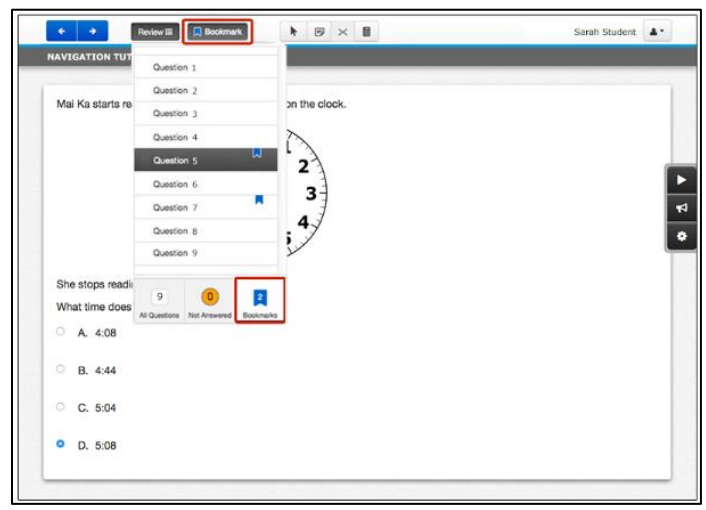 Review Bookmark Sarah Student
NAVIGATION TUT
Question 1
Question 2
Mai Ka starts re on the clock.
Question 3
Question 4
1
Question 5
2
Question 6
3
Question 7
4
Question 8
5
Question 9
She stops readi
9 0 2
What time does
All Questions Not Answered Bookmarks
A. 4:08
B. 4:44
C. 5:04
D. 5:08